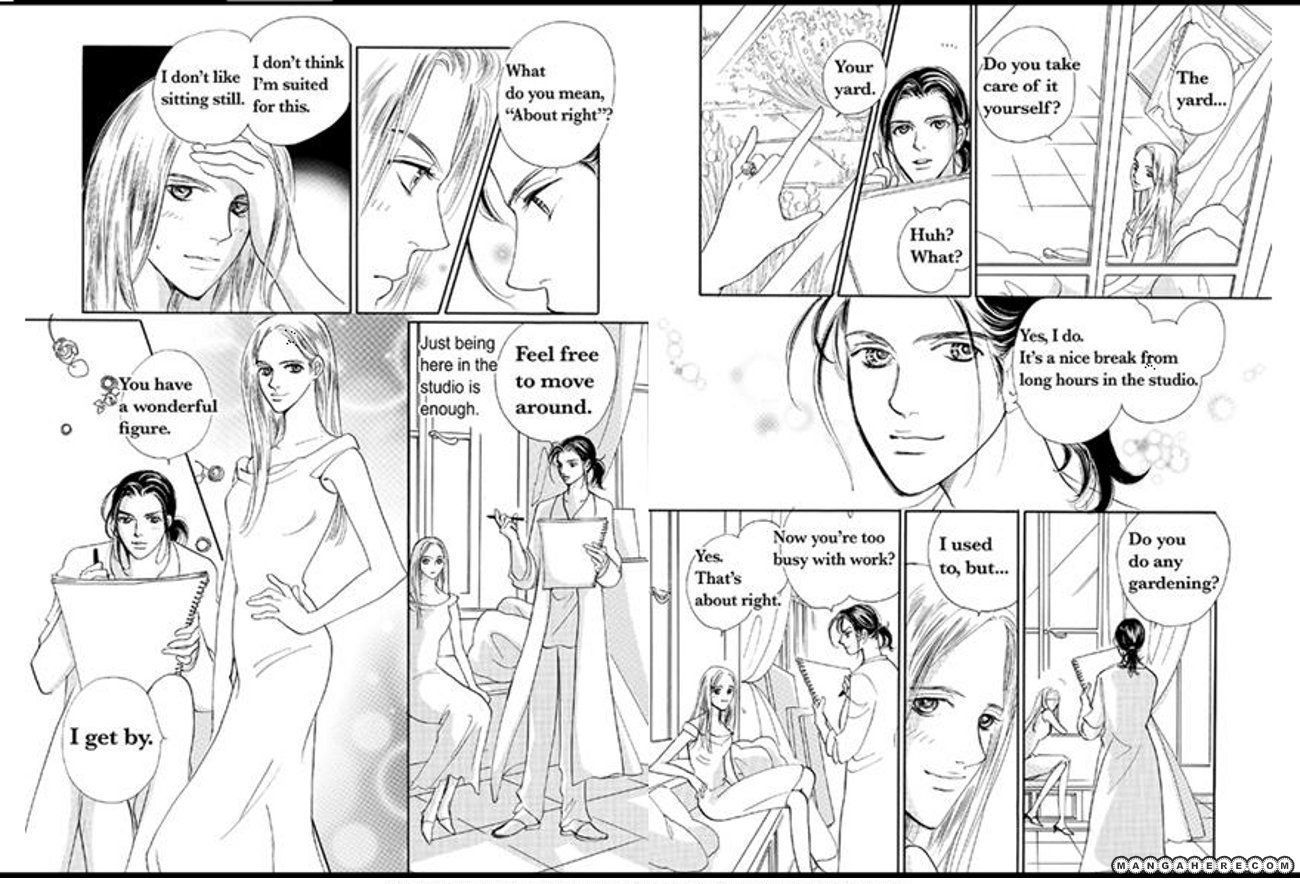 The
yard...
Do you take
care of it
yourself?
....
Huh?
What?
Your
yard.
Yes, I do.
It's a nice break from
long hours in the studio.
Do you
do any
gardening?
I used
to, but...
Now you're too
busy with work?
Yes.
That's
about right.
What
do you mean,
"About right"?
I don't think
I'm suited
for this.
I don't like
sitting still.
Feel free
to move
around.
Just being
here in the
studio is
enough.
You have
a wonderful
figure.
I get by.
MANGAHERE.COM